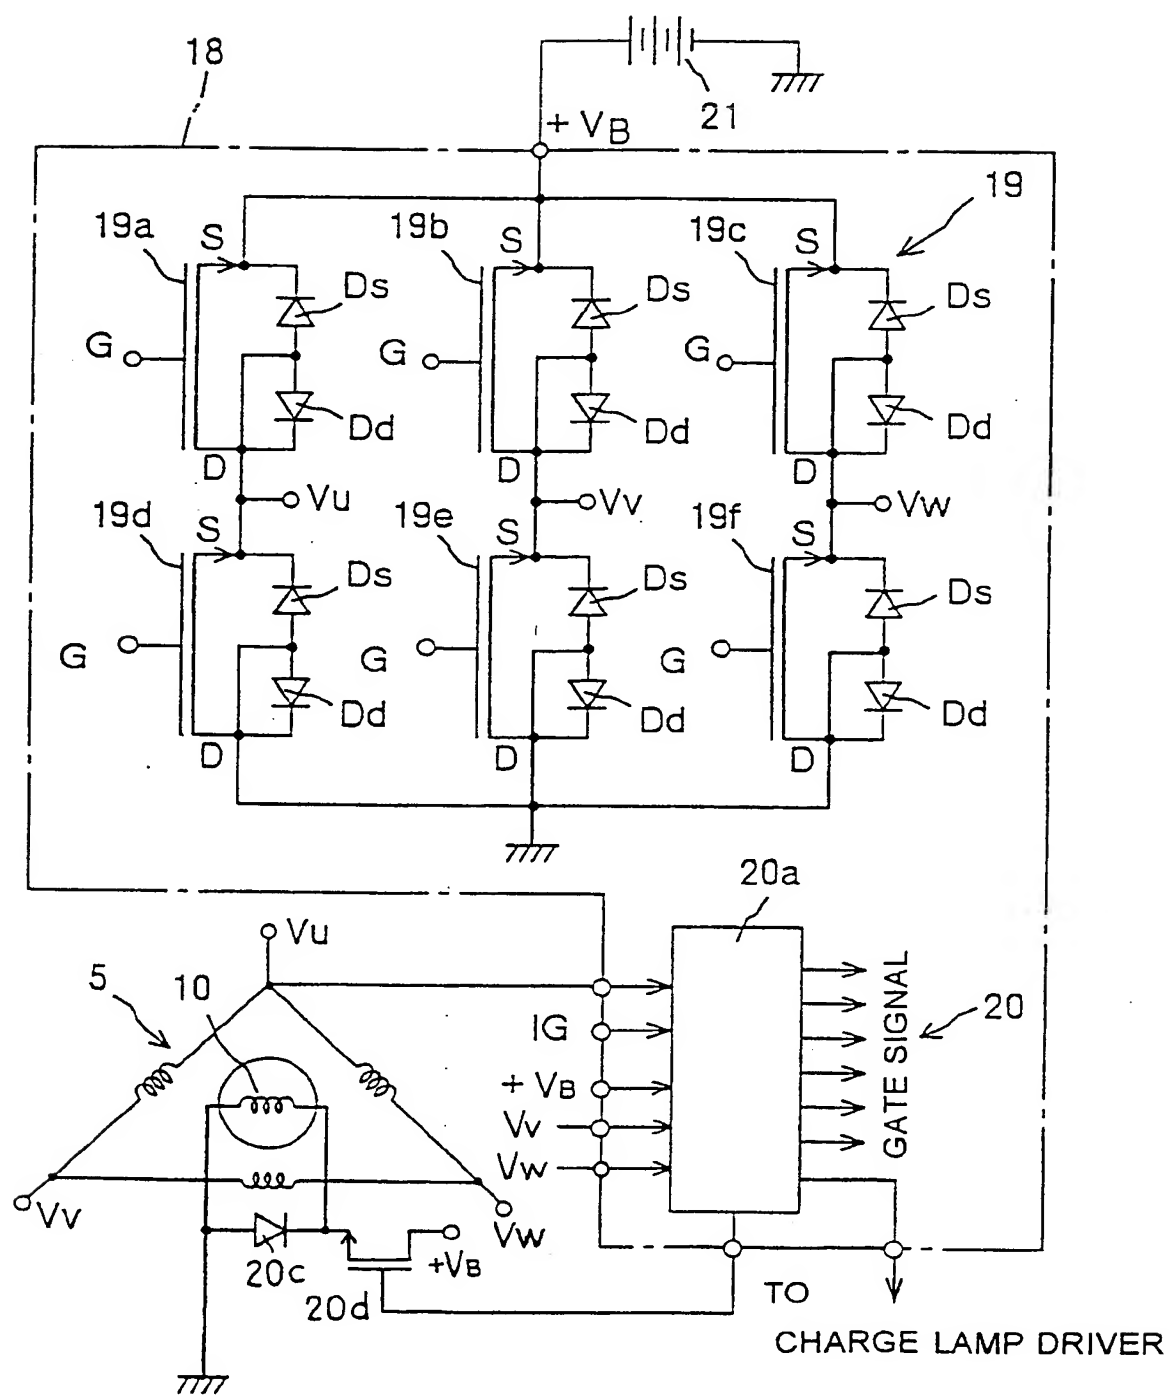 18
21
+ VB
19
19a
S
19b
S
19c
S
Ds
Ds
Ds
G
G
G
Dd
Dd
Dd
D
D
D
Vu
Vv
Vw
19d
S
19e
S
19f
S
Ds
Ds
Ds
G
G
G
Dd
Dd
Dd
D
D
D
20a
Vu
5
10
IG
+ VB
Vv
Vw
GATE SIGNAL
20
Vv
Vw
20c
+VB
20d
TO
CHARGE LAMP DRIVER